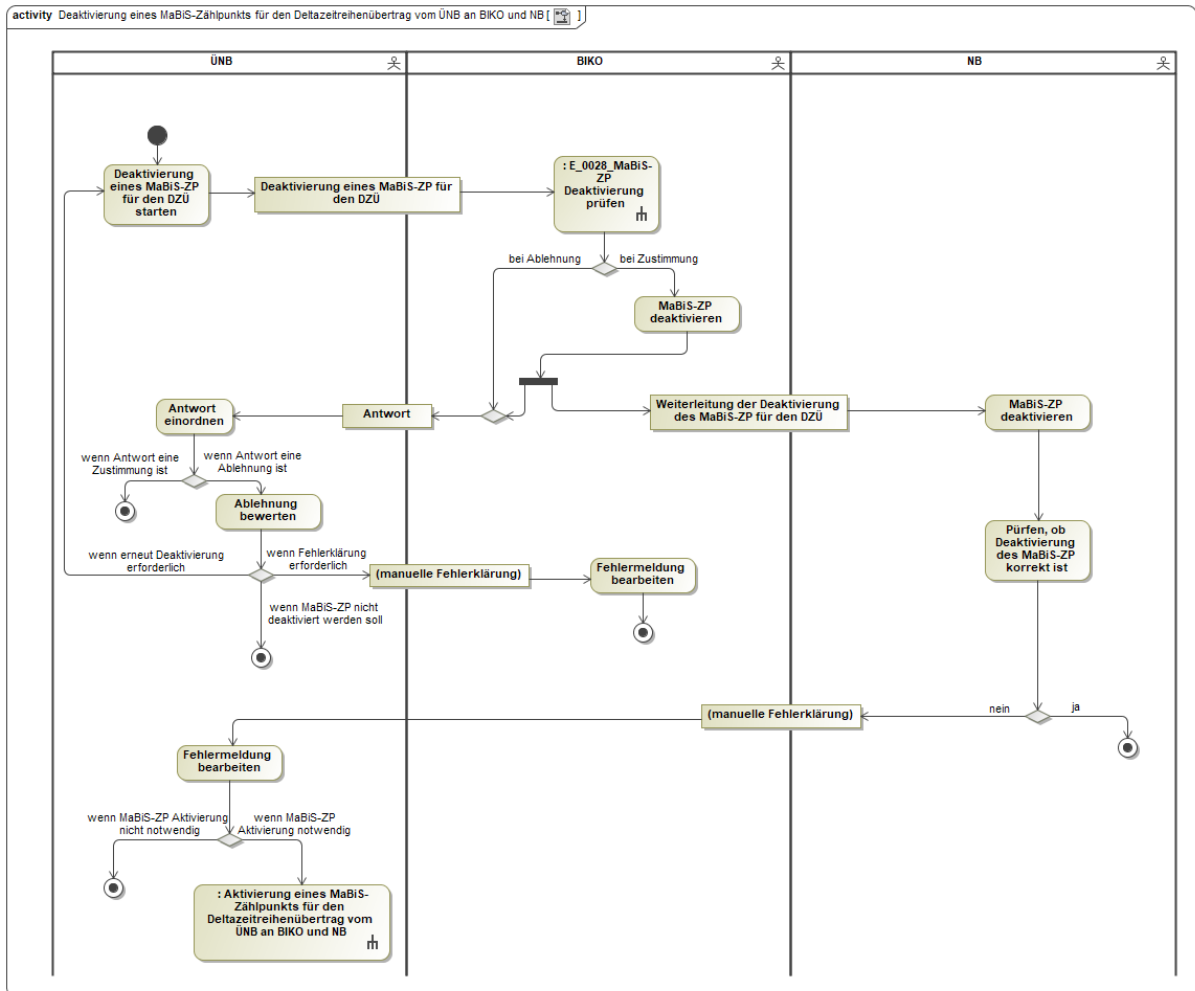 activity Deaktivierung eines MaBiS-Zählpunkts für den Deltazeitreihenübertrag vom ÜNB an BIKO und NB [ ]
ÜNB
BIKO
NB
Deaktivierung
eines MaBiS-ZP
für den DZÜ
starten
Deaktivierung eines MaBiS-ZP für
den DZÜ
: E_0028_MaBiS-
ZP
Deaktivierung
prüfen
bei Ablehnung
bei Zustimmung
MaBiS-ZP
deaktivieren
Antwort
einordnen
Antwort
Weiterleitung der Deaktivierung
des MaBiS-ZP für den DZÜ
MaBiS-ZP
deaktivieren
wenn Antwort eine
Zustimmung ist
wenn Antwort eine
Ablehnung ist
Ablehnung
bewerten
Pürfen, ob
Deaktivierung
des MaBiS-ZP
korrekt ist
wenn erneut Deaktivierung
erforderlich
wenn Fehlerklärung
erforderlich
(manuelle Fehlerklärung)
Fehlermeldung
bearbeiten
wenn MaBiS-ZP nicht
deaktiviert werden soll
(manuelle Fehlerklärung)
nein
ja
Fehlermeldung
bearbeiten
wenn MaBiS-ZP Aktivierung
nicht notwendig
wenn MaBiS-ZP
Aktivierung notwendig
: Aktivierung eines MaBiS-
Zählpunkts für den
Deltazeitreihenübertrag vom
ÜNB an BIKO und NB